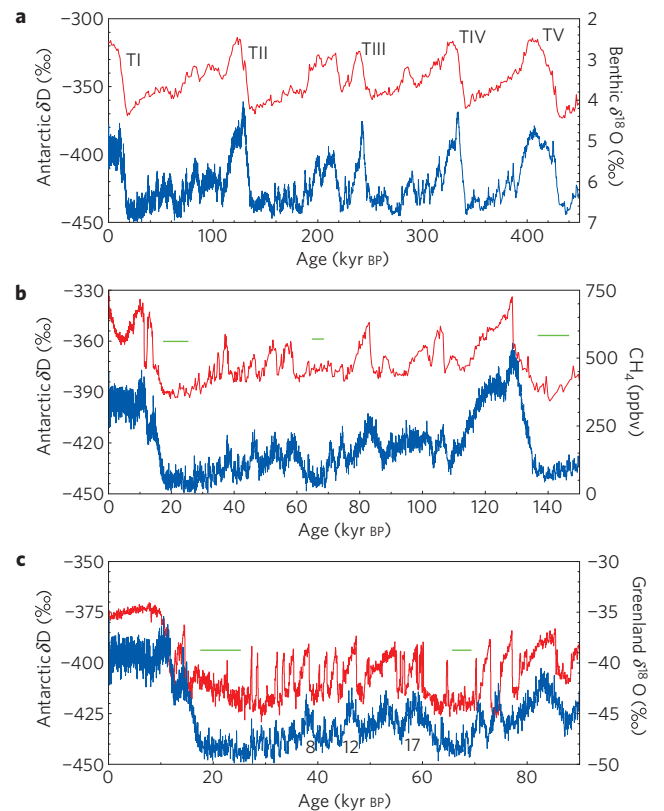 a
−300
−350
−400
−450
Antarctic δD (‰)
TI
TII
TIII
TIV
TV
2
3
4
5
6
7
Benthic δ¹⁸O (‰)
0
100
200
300
400
Age (kyr BP)
b
−330
−360
−390
−420
−450
Antarctic δD (‰)
750
500
250
0
CH₄ (ppbv)
0
20
40
60
80
100
120
140
Age (kyr BP)
c
−350
−375
−400
−425
−450
Antarctic δD (‰)
8
12
17
−30
−35
−40
−45
−50
Greenland δ¹⁸O (‰)
0
20
40
60
80
Age (kyr BP)